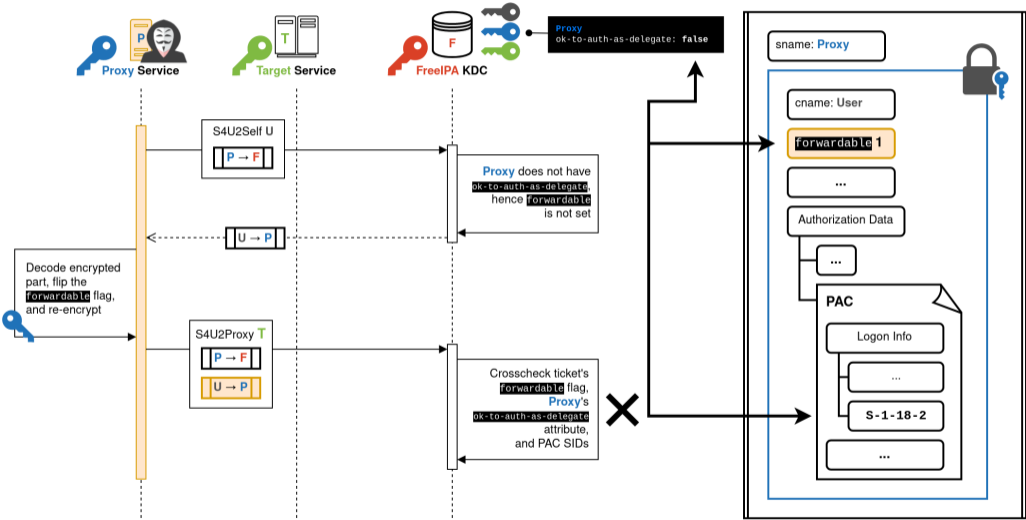 P
T
F
Proxy Service
Target Service
FreeIPA KDC
Proxy
ok-to-auth-as-delegate: false
S4U2Self U
P → F
Proxy does not have
ok-to-auth-as-delegate,
hence forwardable
is not set
U → P
Decode encrypted
part, flip the
forwardable flag,
and re-encrypt
S4U2Proxy T
P → F
U → P
Crosscheck ticket's
forwardable flag,
Proxy's
ok-to-auth-as-delegate
attribute,
and PAC SIDs
sname: Proxy
cname: User
forwardable 1
...
Authorization Data
...
PAC
Logon Info
...
S-1-18-2
...